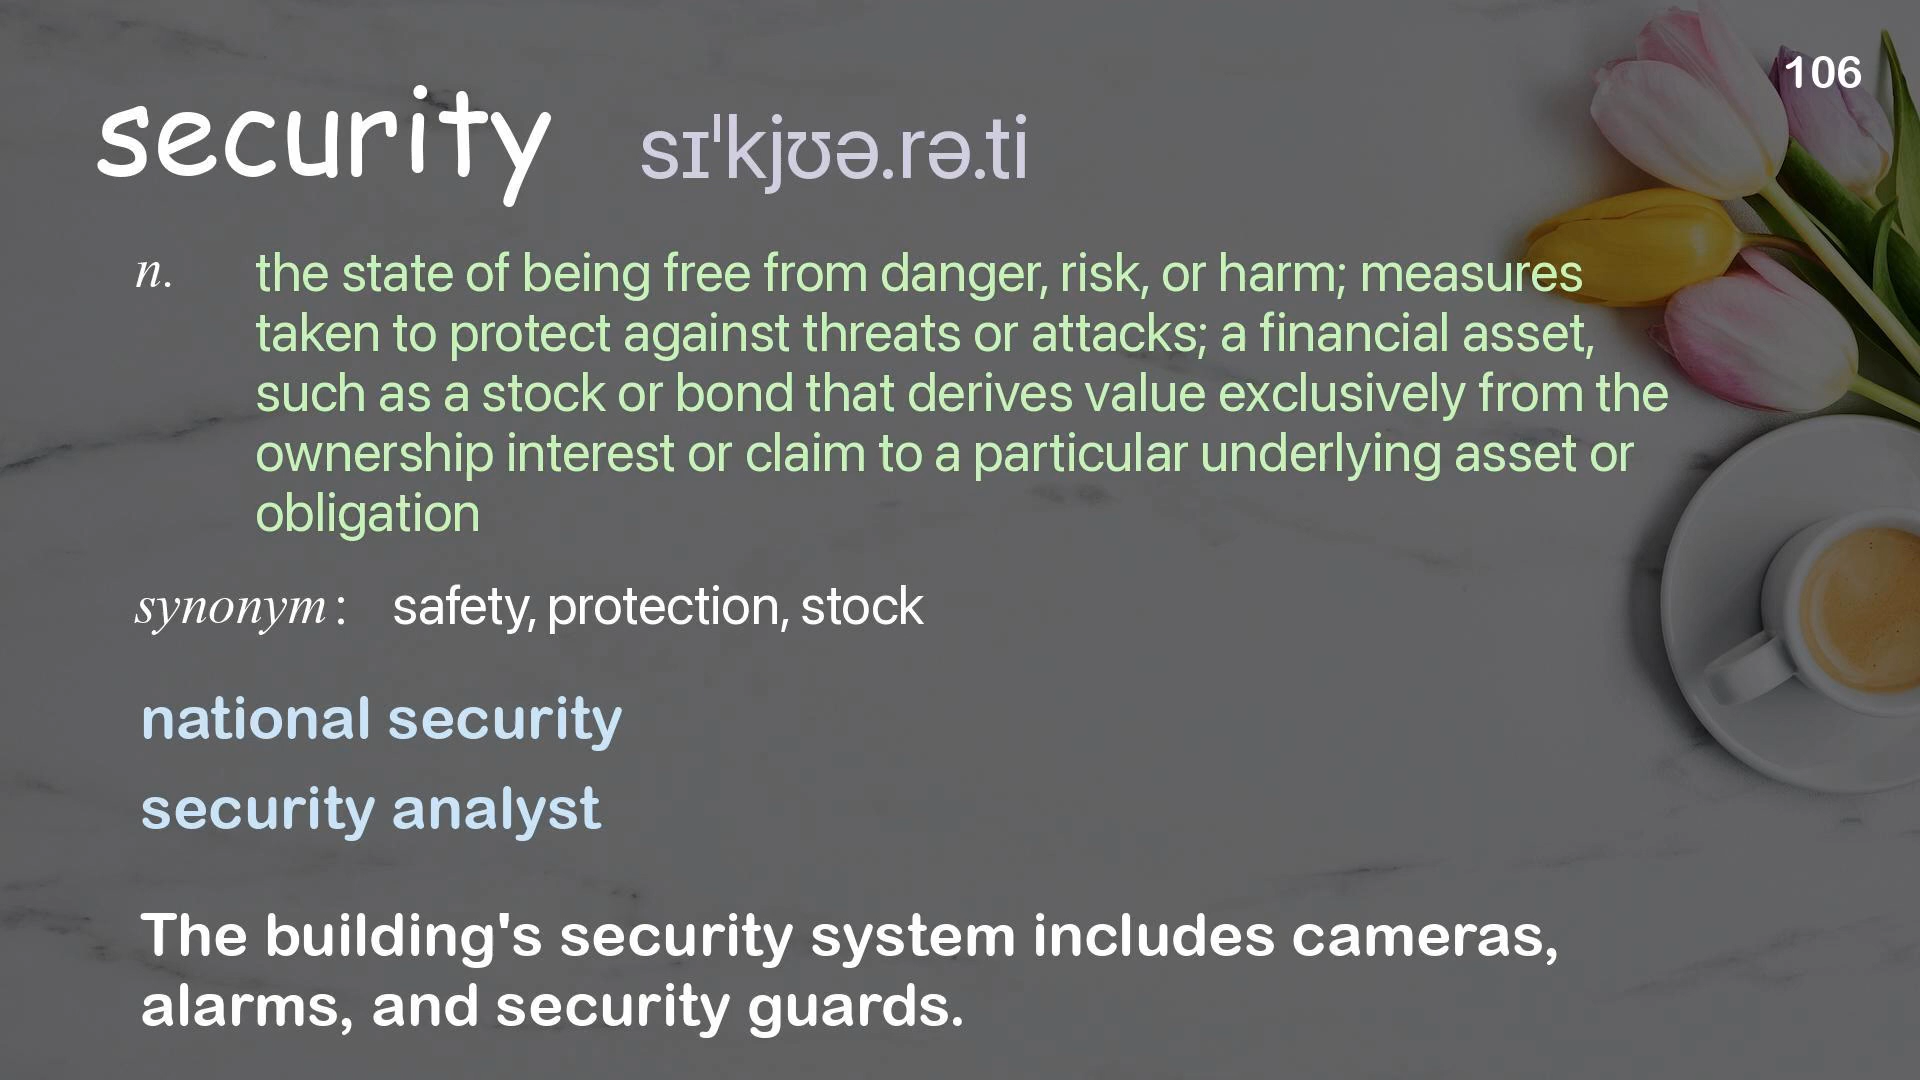 106
security sɪˈkjʊə.rə.ti
n. the state of being free from danger, risk, or harm; measures
taken to protect against threats or attacks; a financial asset,
such as a stock or bond that derives value exclusively from the
ownership interest or claim to a particular underlying asset or
obligation
synonym: safety, protection, stock
national security
security analyst
The building's security system includes cameras,
alarms, and security guards.